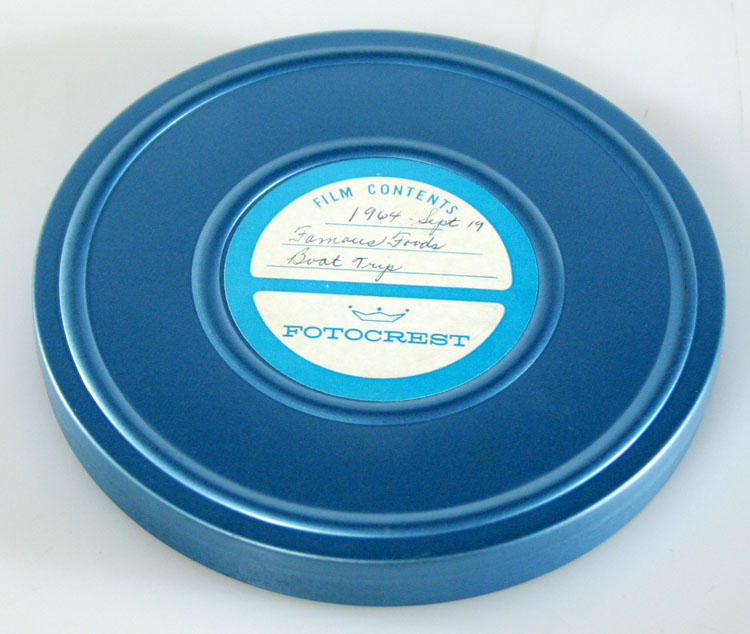 FILM CONTENTS
1964 - Sept 19
Famous Foods
Boat Trip
FOTOCREST